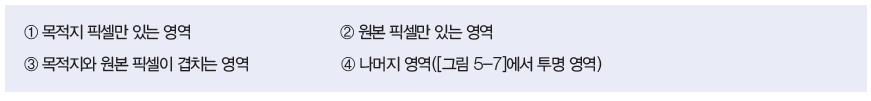 ① 목적지 픽셀만 있는 영역 ② 원본 픽셀만 있는 영역
③ 목적지와 원본 픽셀이 겹치는 영역 ④ 나머지 영역([그림 5-7]에서 투명 영역)